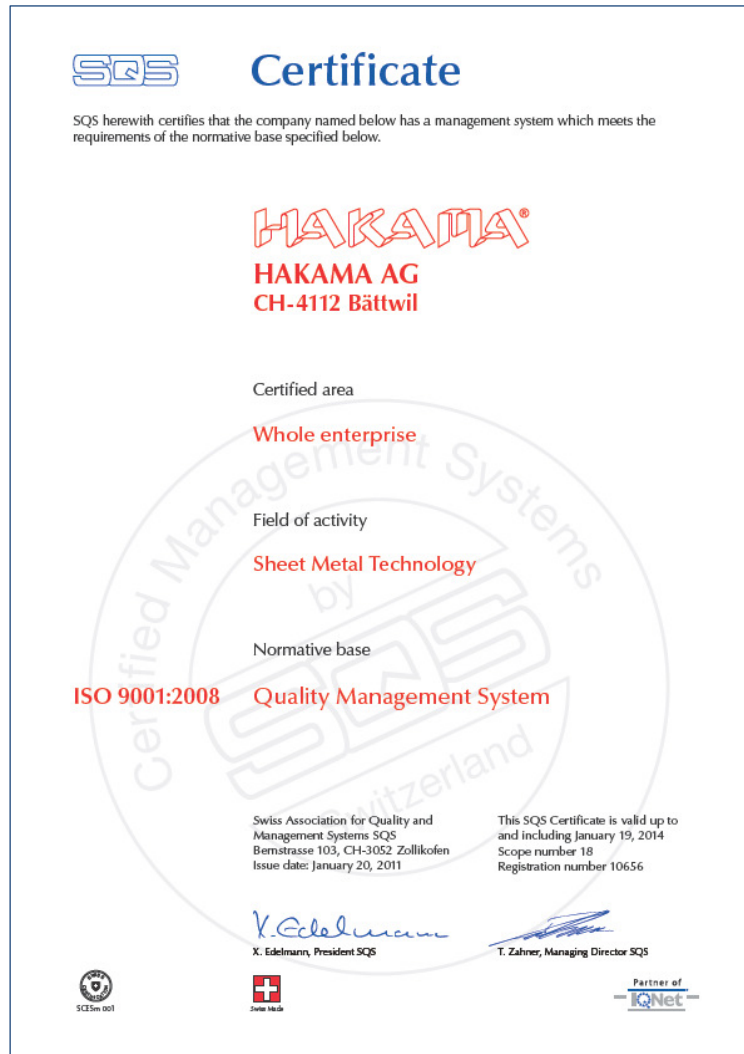 SQS
Certificate
SQS herewith certifies that the company named below has a management system which meets the
requirements of the normative base specified below.
HAKAMA®
HAKAMA AG
CH-4112 Bättwil
Certified area
Whole enterprise
Field of activity
Sheet Metal Technology
Normative base
ISO 9001:2008 Quality Management System
Certified Management Systems
by
SQS
Switzerland
Swiss Association for Quality and
Management Systems SQS
Bernstrasse 103, CH-3052 Zollikofen
Issue date: January 20, 2011
This SQS Certificate is valid up to
and including January 19, 2014
Scope number 18
Registration number 10656
X. Edelmann
X. Edelmann, President SQS
T. Zahner, Managing Director SQS
SCESm 001
Swiss Made
Partner of
IQNet